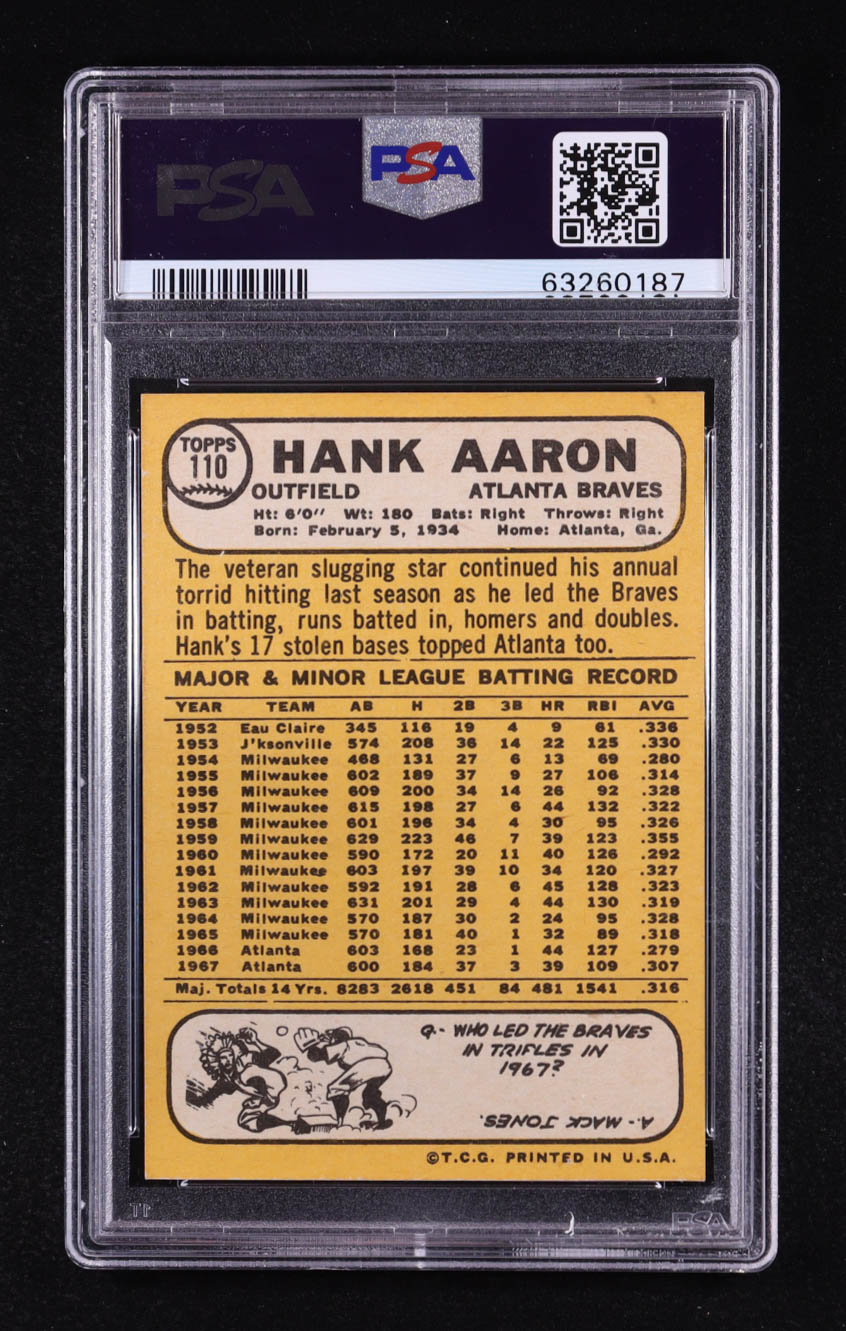 PSA PSA
63260187
TOPPS
110
HANK AARON
OUTFIELD ATLANTA BRAVES
Ht: 6'0" Wt: 180 Bats: Right Throws: Right
Born: February 5, 1934 Home: Atlanta, Ga.
The veteran slugging star continued his annual
torrid hitting last season as he led the Braves
in batting, runs batted in, homers and doubles.
Hank's 17 stolen bases topped Atlanta too.
MAJOR & MINOR LEAGUE BATTING RECORD
YEAR TEAM AB H 2B 3B HR RBI AVG
1952 Eau Claire 345 116 19 4 9 61 .336
1953 J'ksonville 574 208 36 14 22 125 .330
1954 Milwaukee 468 131 27 6 13 69 .280
1955 Milwaukee 602 189 37 9 27 106 .314
1956 Milwaukee 609 200 34 14 26 92 .328
1957 Milwaukee 615 198 27 6 44 132 .322
1958 Milwaukee 601 196 34 4 30 95 .326
1959 Milwaukee 629 223 46 7 39 123 .355
1960 Milwaukee 590 172 20 11 40 126 .292
1961 Milwaukee 603 197 39 10 34 120 .327
1962 Milwaukee 592 191 28 6 45 128 .323
1963 Milwaukee 631 201 29 4 44 130 .319
1964 Milwaukee 570 187 30 2 24 95 .328
1965 Milwaukee 570 181 40 1 32 89 .318
1966 Atlanta 603 168 23 1 44 127 .279
1967 Atlanta 600 184 37 3 39 109 .307
Maj. Totals 14 Yrs. 8283 2618 451 84 481 1541 .316
Q.- WHO LED THE BRAVES
IN TRIFLES IN
1967?
A.- MACK JONES.
©T.C.G. PRINTED IN U.S.A.
PSA